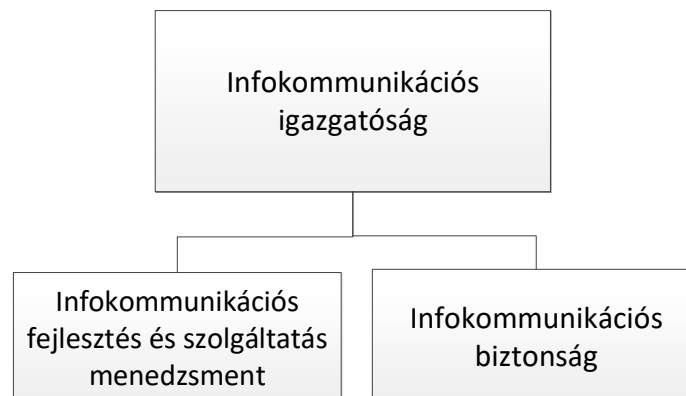 Infokommunikációs
igazgatóság
Infokommunikációs
fejlesztés és szolgáltatás
menedzsment
Infokommunikációs
biztonság